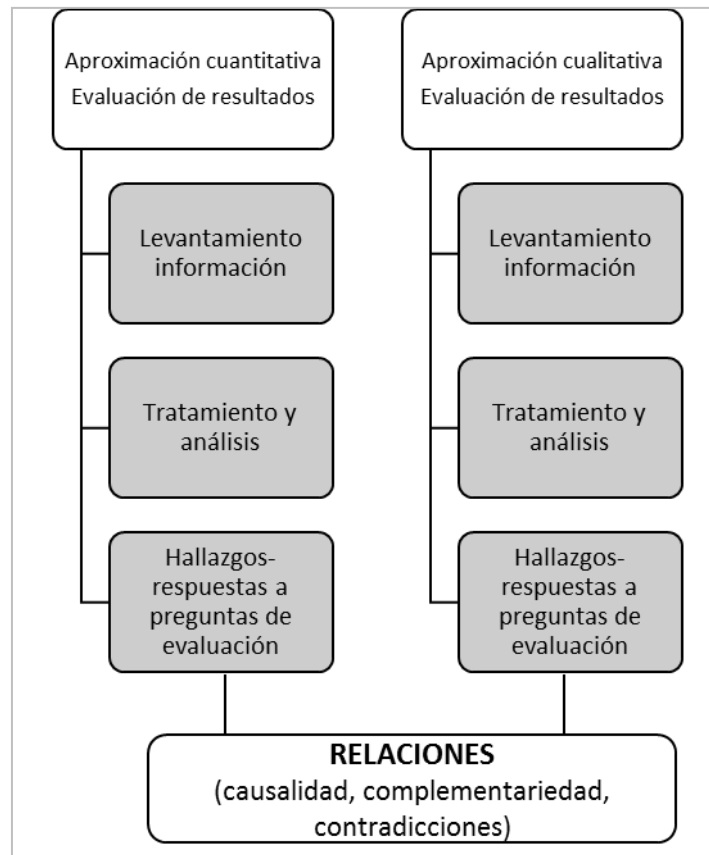 Aproximación cuantitativa
Evaluación de resultados
Levantamiento
información
Tratamiento y
análisis
Hallazgos-
respuestas a
preguntas de
evaluación
Aproximación cualitativa
Evaluación de resultados
Levantamiento
información
Tratamiento y
análisis
Hallazgos-
respuestas a
preguntas de
evaluación
RELACIONES
(causalidad, complementariedad,
contradicciones)